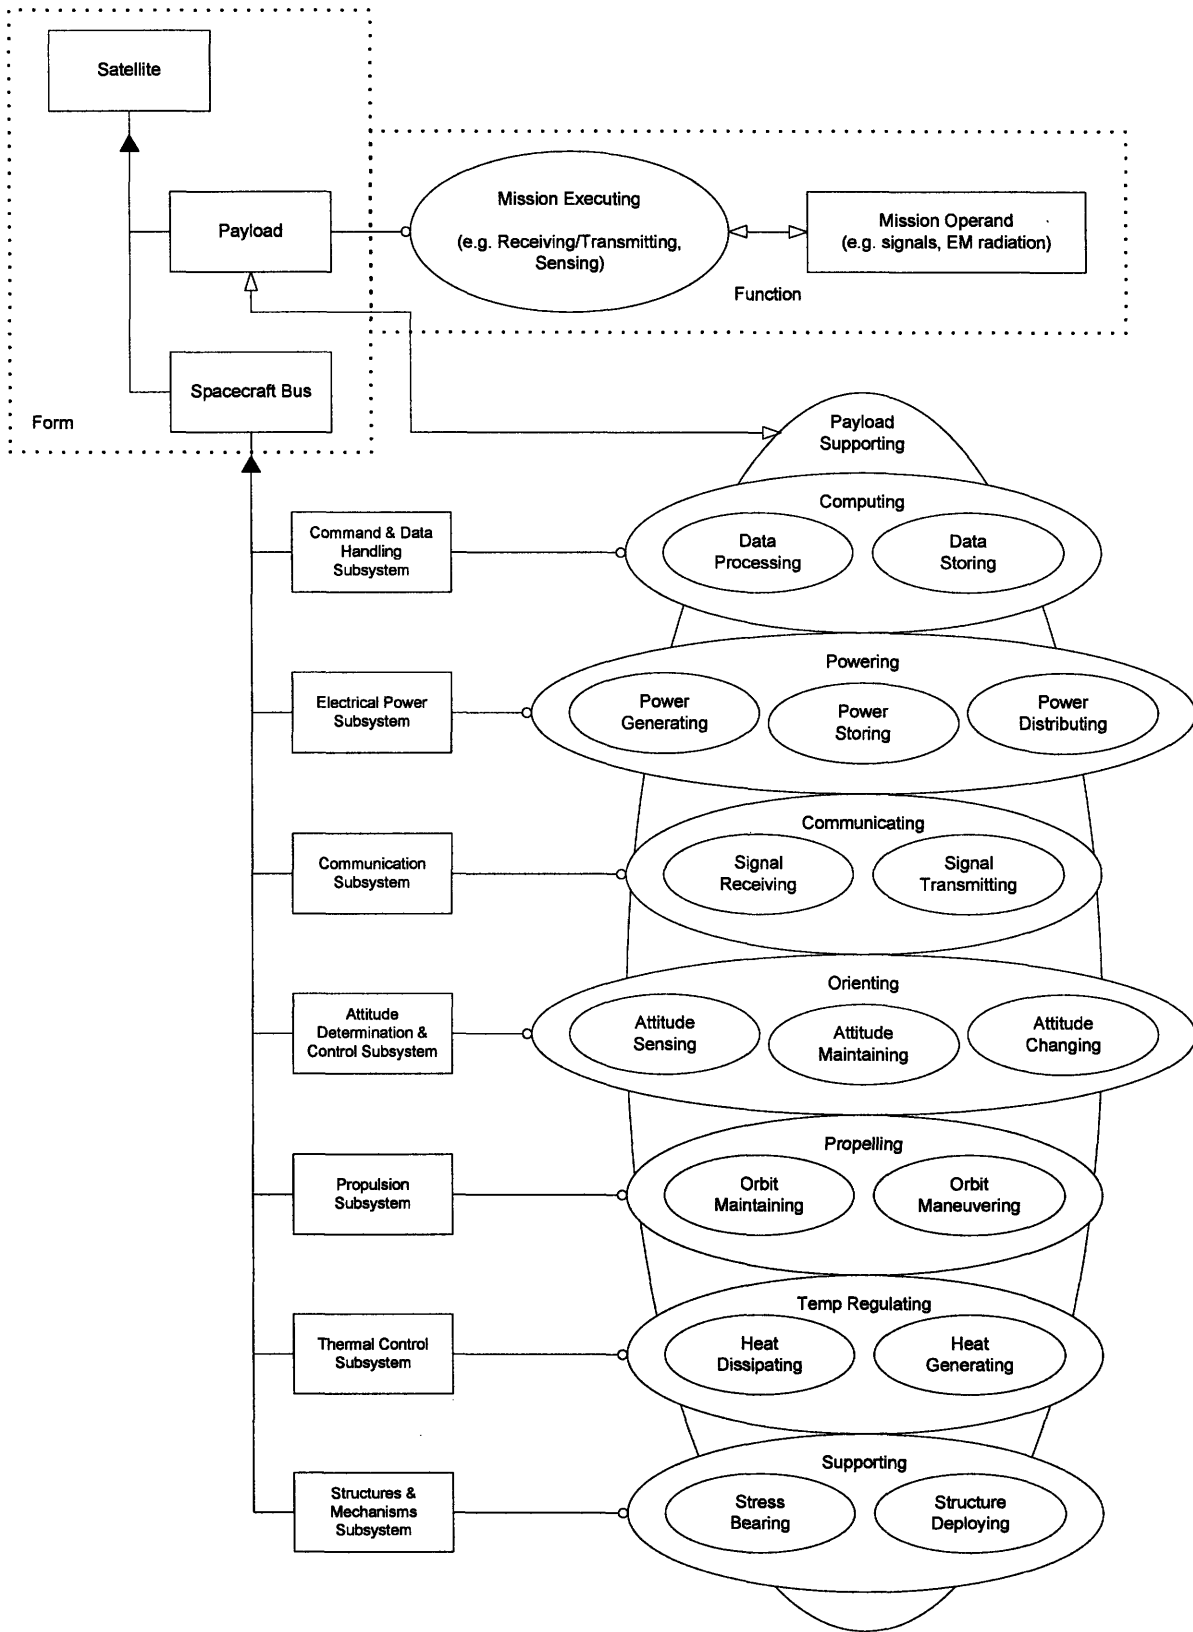 Satellite
Payload
Mission Executing
(e.g. Receiving/Transmitting,
Sensing)
Mission Operand
(e.g. signals, EM radiation)
Function
Spacecraft Bus
Form
Payload
Supporting
Command & Data
Handling
Subsystem
Computing
Data
Processing
Data
Storing
Electrical Power
Subsystem
Powering
Power
Generating
Power
Storing
Power
Distributing
Communication
Subsystem
Communicating
Signal
Receiving
Signal
Transmitting
Attitude
Determination &
Control Subsystem
Orienting
Attitude
Sensing
Attitude
Maintaining
Attitude
Changing
Propulsion
Subsystem
Propelling
Orbit
Maintaining
Orbit
Maneuvering
Thermal Control
Subsystem
Temp Regulating
Heat
Dissipating
Heat
Generating
Structures &
Mechanisms
Subsystem
Supporting
Stress
Bearing
Structure
Deploying